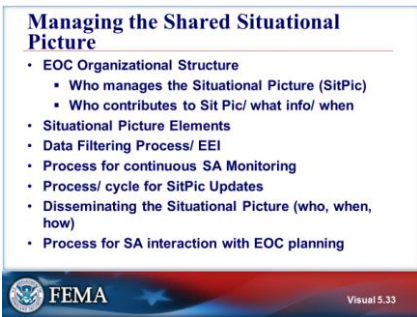 Managing the Shared Situational
Picture
• EOC Organizational Structure
▪ Who manages the Situational Picture (SitPic)
▪ Who contributes to Sit Pic/ what info/ when
• Situational Picture Elements
• Data Filtering Process/ EEI
• Process for continuous SA Monitoring
• Process/ cycle for SitPic Updates
• Disseminating the Situational Picture (who, when,
how)
• Process for SA interaction with EOC planning
FEMA
Visual 5.33